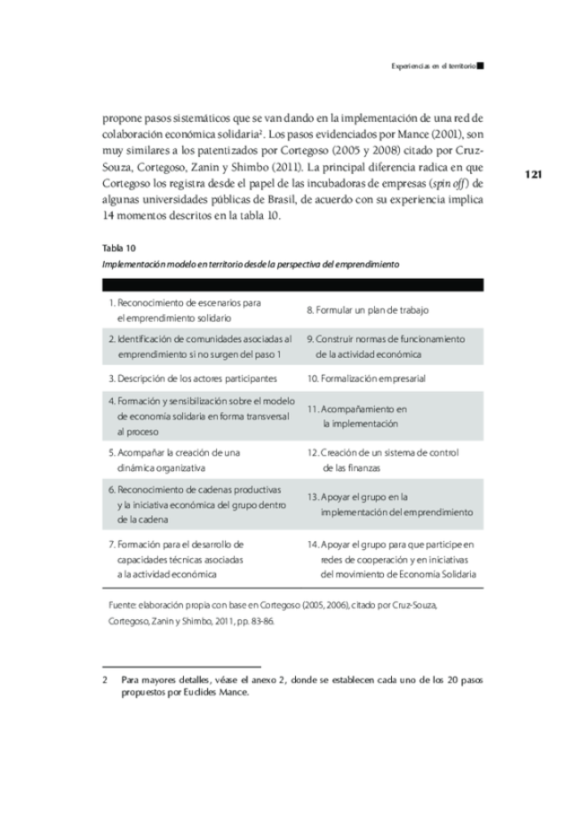 Experiencias en el territorio
propone pasos sistemáticos que se van dando en la implementación de una red de
colaboración económica solidaria². Los pasos evidenciados por Mance (2001), son
muy similares a los patentizados por Cortegoso (2005 y 2008) citado por Cruz-
Souza, Cortegoso, Zanin y Shimbo (2011). La principal diferencia radica en que
Cortegoso los registra desde el papel de las incubadoras de empresas (spin off) de
algunas universidades públicas de Brasil, de acuerdo con su experiencia implica
14 momentos descritos en la tabla 10.
121
Tabla 10
Implementación modelo en territorio desde la perspectiva del emprendimiento
1. Reconocimiento de escenarios para
el emprendimiento solidario
8. Formular un plan de trabajo
2. Identificación de comunidades asociadas al
emprendimiento si no surgen del paso 1
9. Construir normas de funcionamiento
de la actividad económica
3. Descripción de los actores participantes
10. Formalización empresarial
4. Formación y sensibilización sobre el modelo
de economía solidaria en forma transversal
al proceso
11. Acompañamiento en
la implementación
5. Acompañar la creación de una
dinámica organizativa
12. Creación de un sistema de control
de las finanzas
6. Reconocimiento de cadenas productivas
y la iniciativa económica del grupo dentro
de la cadena
13. Apoyar el grupo en la
implementación del emprendimiento
7. Formación para el desarrollo de
capacidades técnicas asociadas
a la actividad económica
14. Apoyar el grupo para que participe en
redes de cooperación y en iniciativas
del movimiento de Economía Solidaria
Fuente: elaboración propia con base en Cortegoso (2005, 2006), citado por Cruz-Souza,
Cortegoso, Zanin y Shimbo, 2011, pp. 83-86.
2 Para mayores detalles, véase el anexo 2, donde se establecen cada uno de los 20 pasos
propuestos por Euclides Mance.